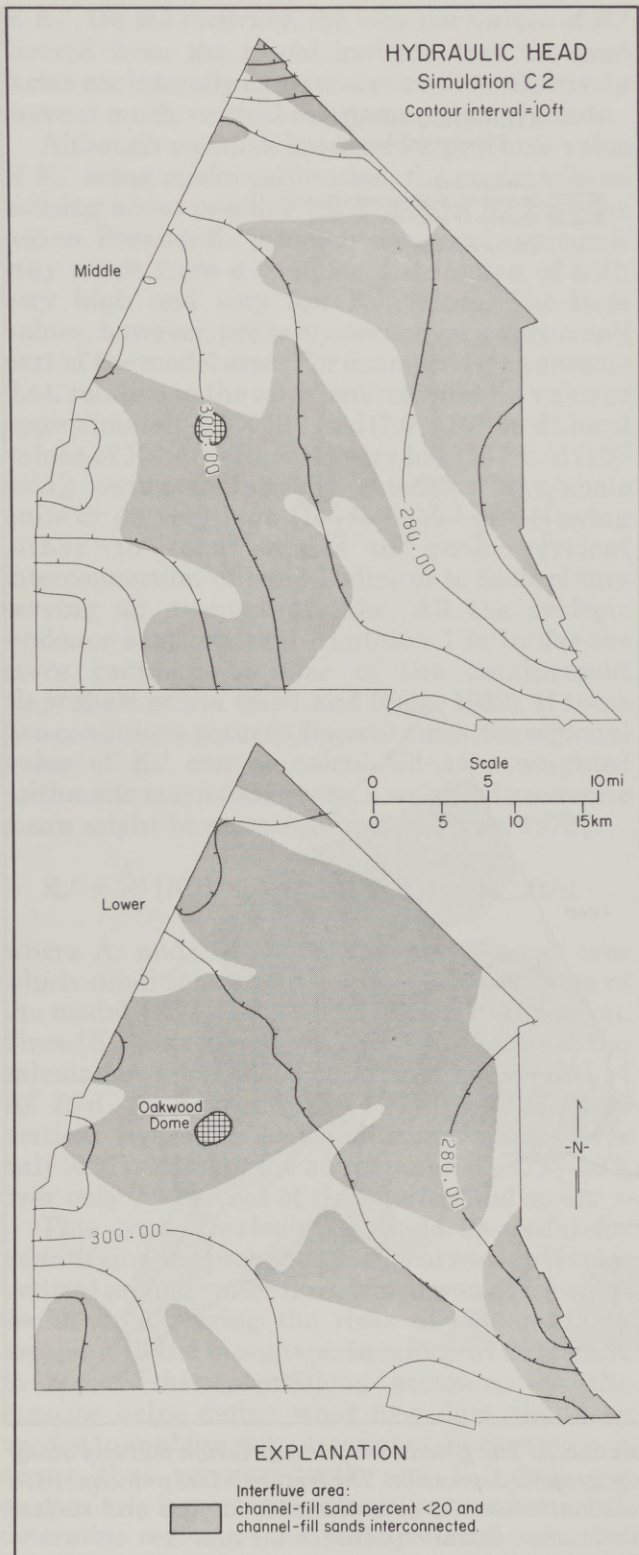 HYDRAULIC HEAD
Simulation C2
Contour interval = 10 ft
Middle
300.00
280.00
Scale
0 5 10 mi
0 5 10 15 km
Lower
Oakwood
Dome
280.00
-N-
300.00
EXPLANATION
Interfluve area:
channel-fill sand percent <20 and
channel-fill sands interconnected.